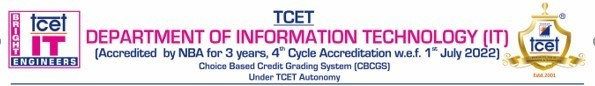 BRIGHT
tcet
IT
ENGINEERS
TCET
DEPARTMENT OF INFORMATION TECHNOLOGY (IT)
(Accredited by NBA for 3 years, 4th Cycle Accreditation w.e.f. 1st July 2022)
Choice Based Credit Grading System (CBCGS)
Under TCET Autonomy
®
tcet
Estd. 2001